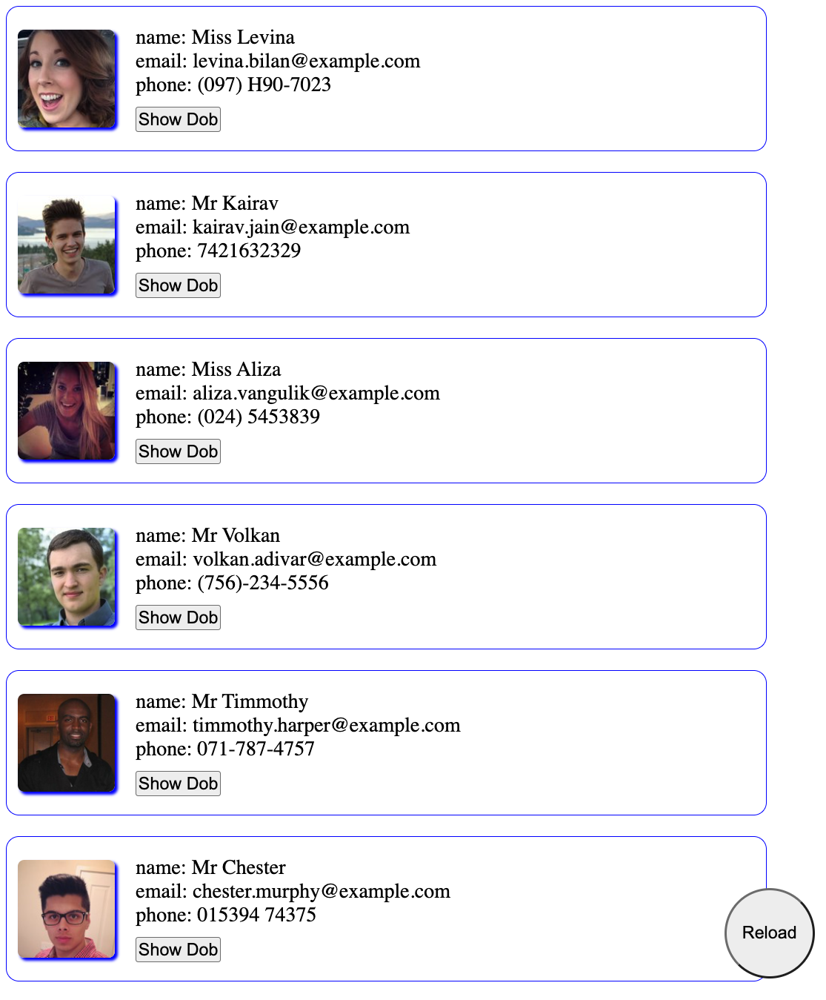 name: Miss Levina
email: levina.bilan@example.com
phone: (097) H90-7023
Show Dob
name: Mr Kairav
email: kairav.jain@example.com
phone: 7421632329
Show Dob
name: Miss Aliza
email: aliza.vangulik@example.com
phone: (024) 5453839
Show Dob
name: Mr Volkan
email: volkan.adivar@example.com
phone: (756)-234-5556
Show Dob
name: Mr Timmothy
email: timmothy.harper@example.com
phone: 071-787-4757
Show Dob
name: Mr Chester
email: chester.murphy@example.com
phone: 015394 74375
Show Dob
Reload